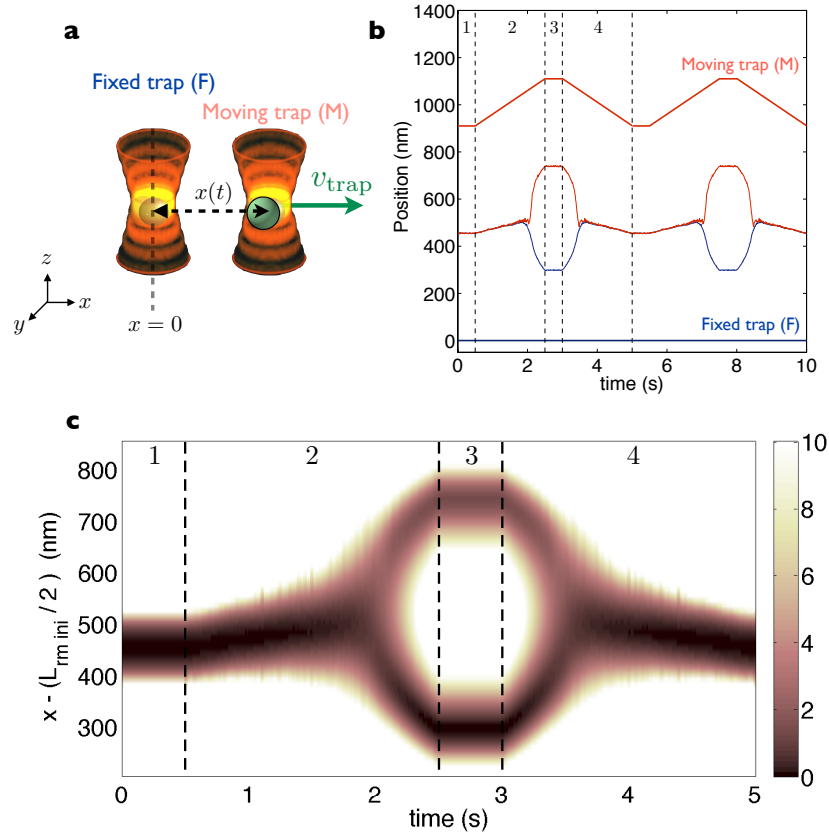 a
Fixed trap (F)
Moving trap (M)
x(t)
v_trap
z
x
y
x = 0
b
1 2 3 4
1400
1200
1000
800
600
400
200
0
Position (nm)
Moving trap (M)
Fixed trap (F)
0 2 4 6 8 10
time (s)
c
1 2 3 4
800
700
600
500
400
300
x - (L_rm ini / 2 ) (nm)
0 1 2 3 4 5
time (s)
10
8
6
4
2
0